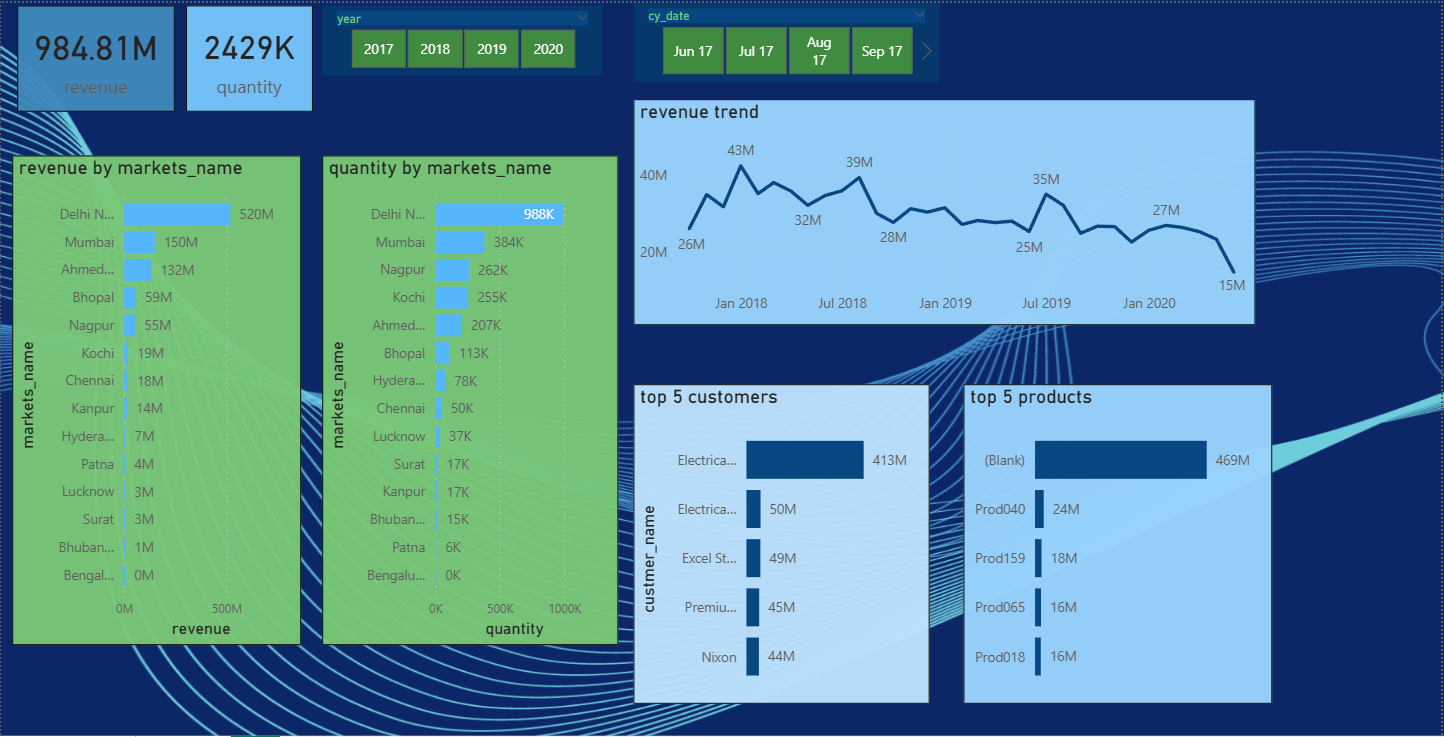 984.81M
revenue
2429K
quantity
year
2017 2018 2019 2020
cy_date
Jun 17 Jul 17 Aug 17 Sep 17
revenue by markets_name
markets_name
Delhi N... 520M
Mumbai 150M
Ahmed... 132M
Bhopal 59M
Nagpur 55M
Kochi 19M
Chennai 18M
Kanpur 14M
Hydera... 7M
Patna 4M
Lucknow 3M
Surat 3M
Bhuban... 1M
Bengal... 0M
0M 500M
revenue
quantity by markets_name
markets_name
Delhi N... 988K
Mumbai 384K
Nagpur 262K
Kochi 255K
Ahmed... 207K
Bhopal 113K
Hydera... 78K
Chennai 50K
Lucknow 37K
Surat 17K
Kanpur 17K
Bhuban... 15K
Patna 6K
Bengalu... 0K
0K 500K 1000K
quantity
revenue trend
40M
20M
26M 43M 32M 39M 28M 25M 35M 27M 15M
Jan 2018 Jul 2018 Jan 2019 Jul 2019 Jan 2020
top 5 customers
custmer_name
Electrica... 413M
Electrica... 50M
Excel St... 49M
Premiu... 45M
Nixon 44M
top 5 products
(Blank) 469M
Prod040 24M
Prod159 18M
Prod065 16M
Prod018 16M